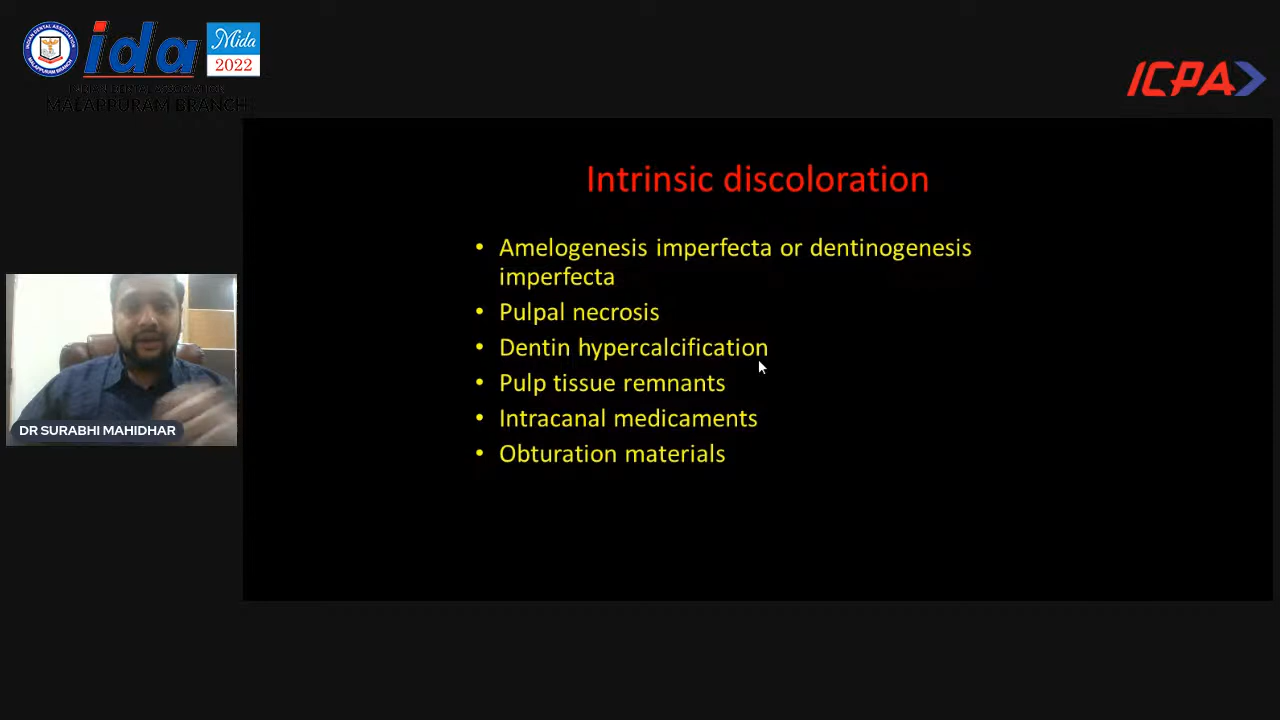 ida
Mida
2022
MALAPPURAM BRANCH
ICPA
Intrinsic discoloration
• Amelogenesis imperfecta or dentinogenesis
imperfecta
• Pulpal necrosis
• Dentin hypercalcification
• Pulp tissue remnants
• Intracanal medicaments
• Obturation materials
DR SURABHI MAHIDHAR